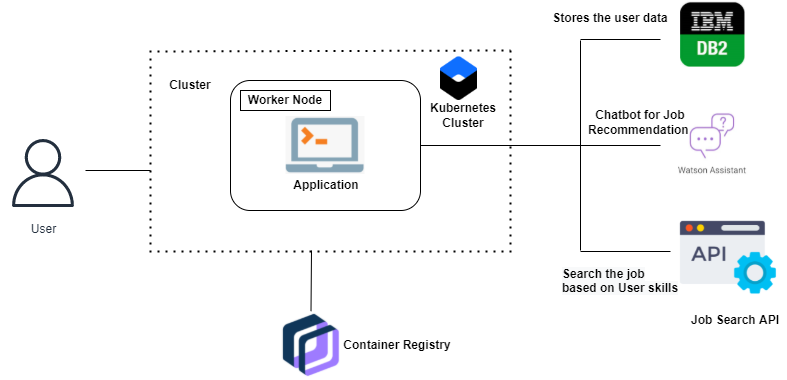 Stores the user data
IBM
DB2
Cluster
Worker Node
Kubernetes
Cluster
Application
Chatbot for Job
Recommendation
?
Watson Assistant
User
API
Search the job
based on User skills
Job Search API
Container Registry